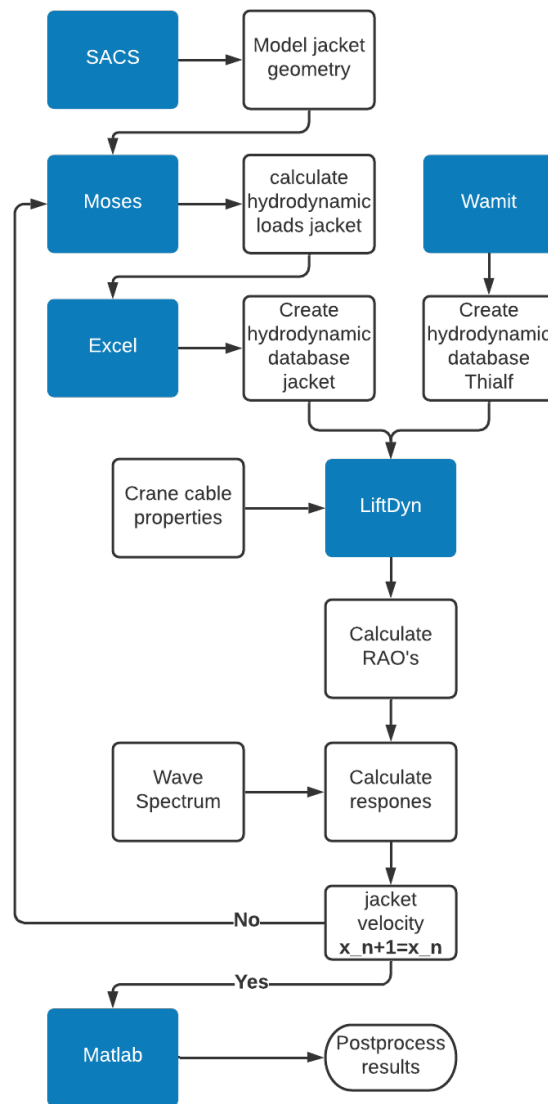 SACS
Model jacket
geometry
Moses
calculate
hydrodynamic
loads jacket
Wamit
Excel
Create
hydrodynamic
database
jacket
Create
hydrodynamic
database
Thialf
Crane cable
properties
LiftDyn
Calculate
RAO's
Wave
Spectrum
Calculate
respones
jacket
velocity
x_n+1=x_n
No
Yes
Matlab
Postprocess
results